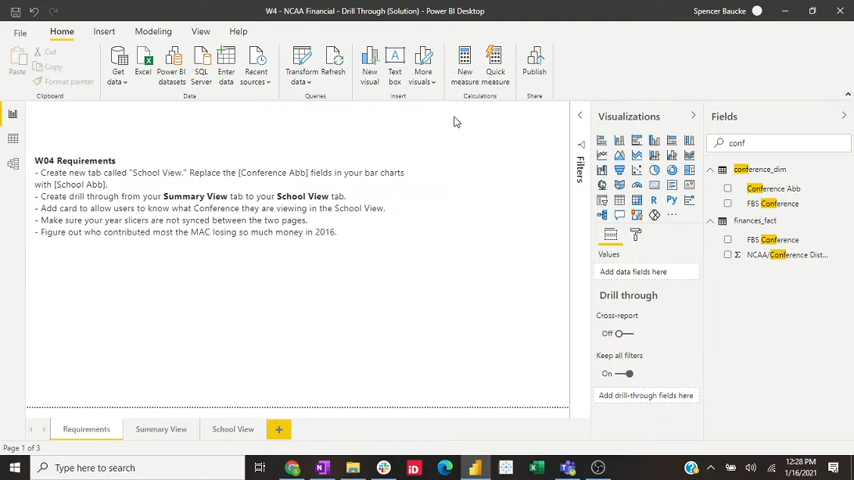 W4 - NCAA Financial - Drill Through (Solution) - Power BI Desktop
Spencer Baucke
File
Home
Insert
Modeling
View
Help
Paste
Cut
Copy
Format painter
Get data
Excel
Power BI datasets
SQL Server
Enter data
Recent sources
Transform data
Refresh
New visual
Text box
More visuals
New measure
Quick measure
Publish
Clipboard
Data
Queries
Insert
Calculations
Share
W04 Requirements
- Create new tab called "School View." Replace the [Conference Abb] fields in your bar charts
with [School Abb].
- Create drill through from your Summary View tab to your School View tab.
- Add card to allow users to know what Conference they are viewing in the School View.
- Make sure your year slicers are not synced between the two pages.
- Figure out who contributed most the MAC losing so much money in 2016.
Filters
Visualizations
R
Py
Values
Add data fields here
Drill through
Cross-report
Off
Keep all filters
On
Add drill-through fields here
Fields
conf
conference_dim
Conference Abb
FBS Conference
finances_fact
FBS Conference
Σ NCAA/Conference Dist...
Requirements
Summary View
School View
+
Page 1 of 3
Type here to search
iD
12:28 PM
1/16/2021